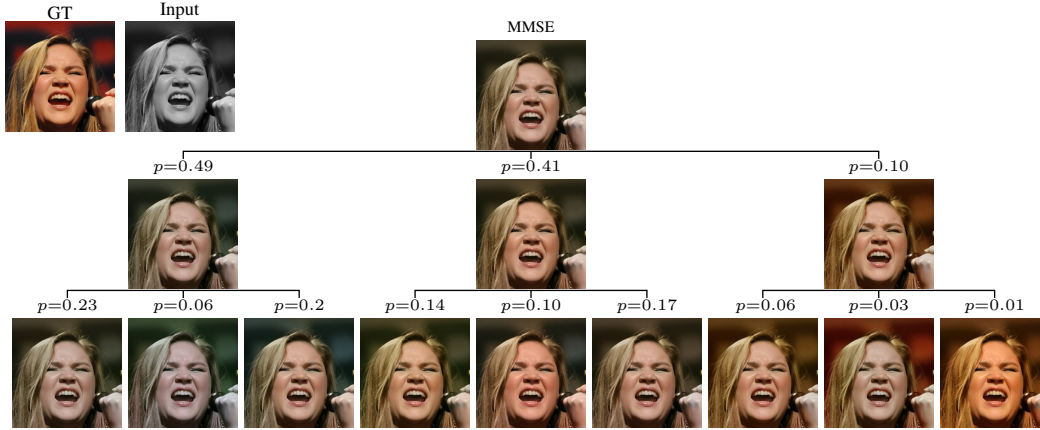 GT
Input
MMSE
p=0.49
p=0.41
p=0.10
p=0.23
p=0.06
p=0.2
p=0.14
p=0.10
p=0.17
p=0.06
p=0.03
p=0.01